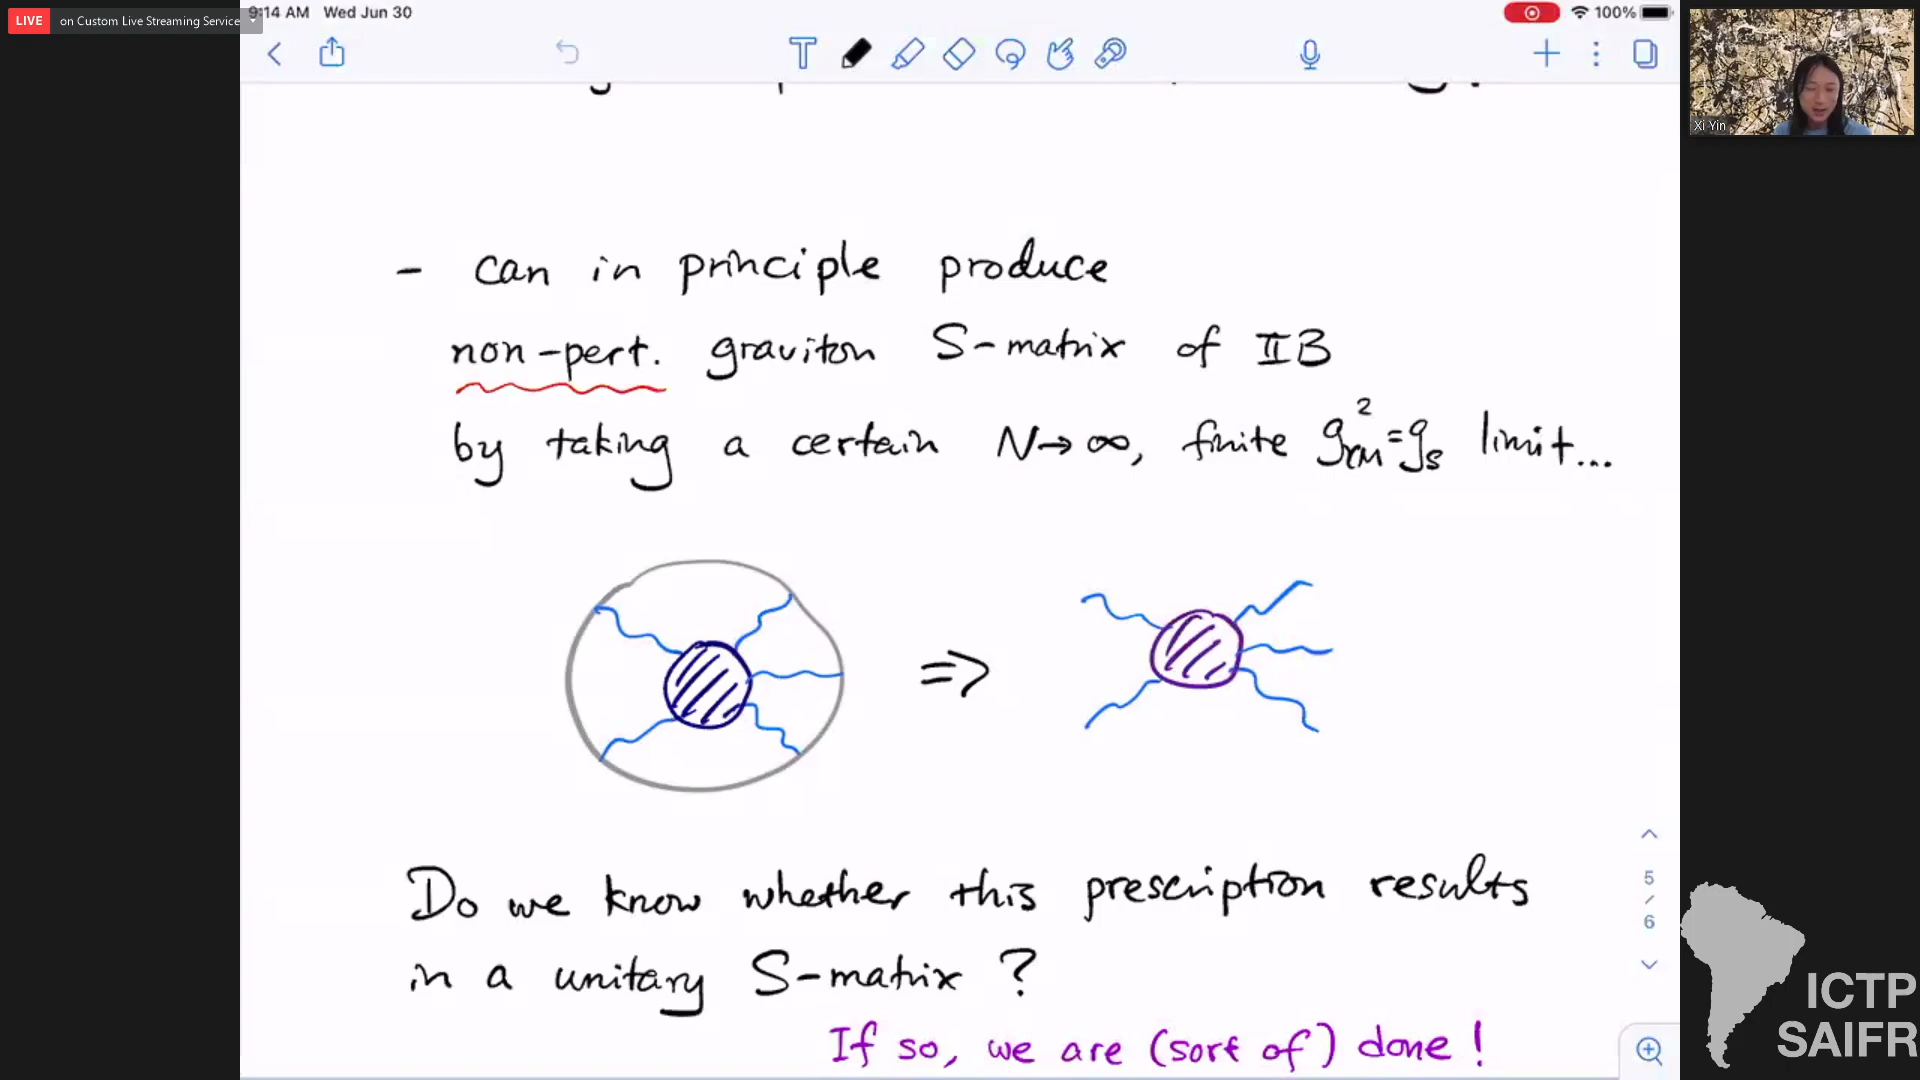 LIVE on Custom Live Streaming Service
9:14 AM Wed Jun 30
100%
Xi Yin
- can in principle produce
non-pert. graviton S-matrix of IIB
by taking a certain N→∞, finite g²YM=gs limit...
⇒
Do we know whether this prescription results
in a unitary S-matrix?
If so, we are (sort of) done!
5
/
6
ICTP
SAIFR